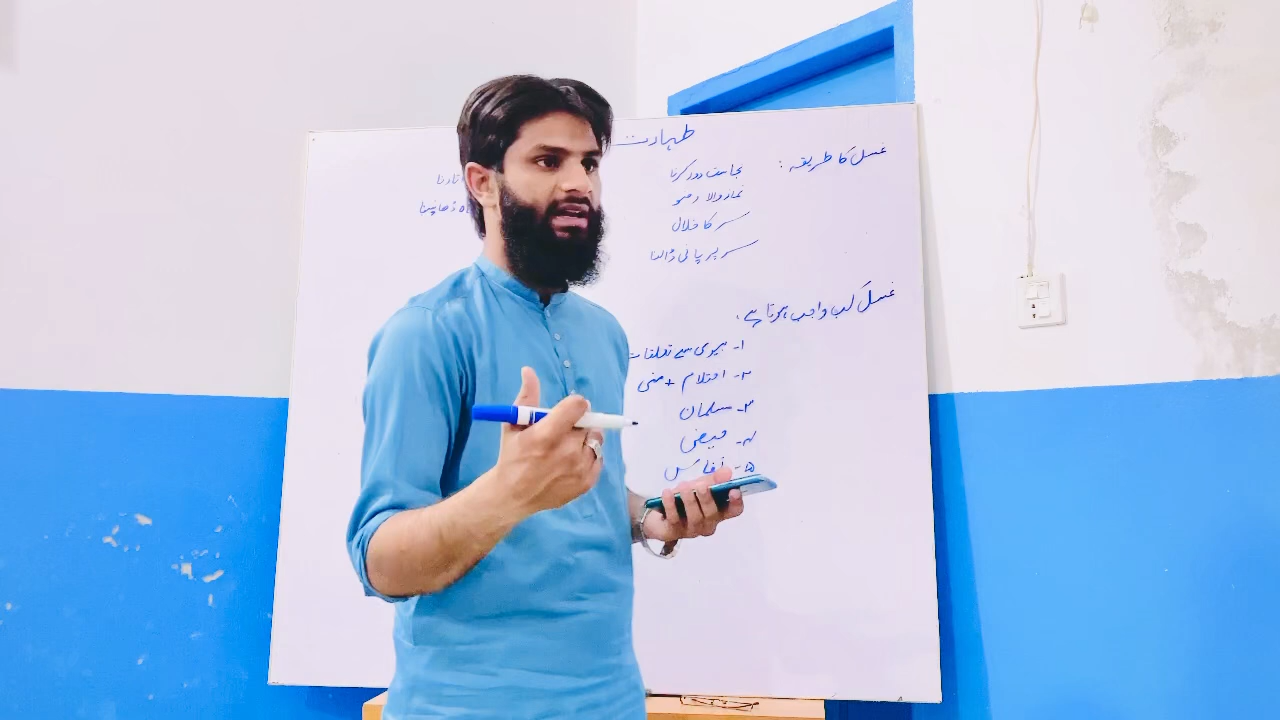 طہارت
غسل کا طریقہ :
نجاست دور کرنا
نماز والا وضو
سر کا خلال
سر پر پانی ڈالنا
ڈھانپنا
غسل کب واجب ہوتا ہے۔
۱- بیوی سے تعلقات
۲- احتلام + منی
۳- مسلمان
۴- حیض
۵- نفاس